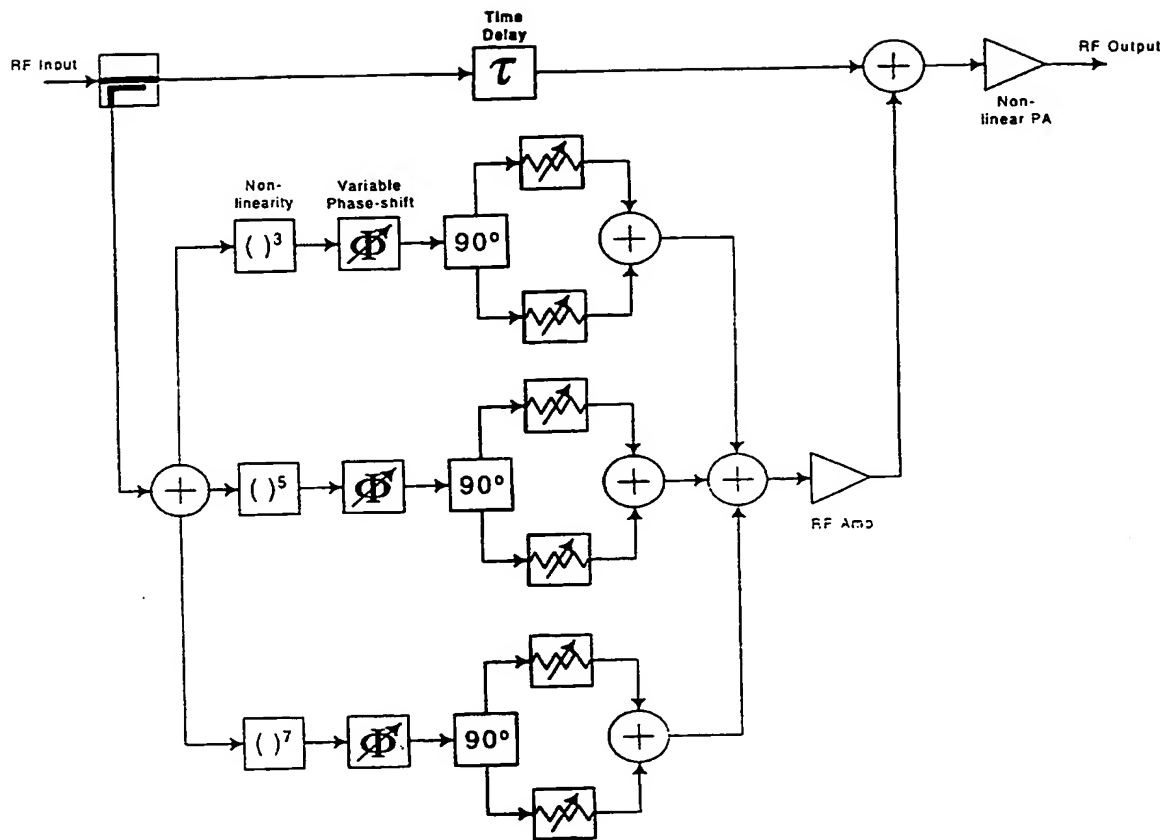 Time
Delay
RF Input
τ
RF Output
Non-
linear PA
Non-
linearity
Variable
Phase-shift
( )³
Φ
90°
( )⁵
Φ
90°
RF Amp
( )⁷
Φ
90°